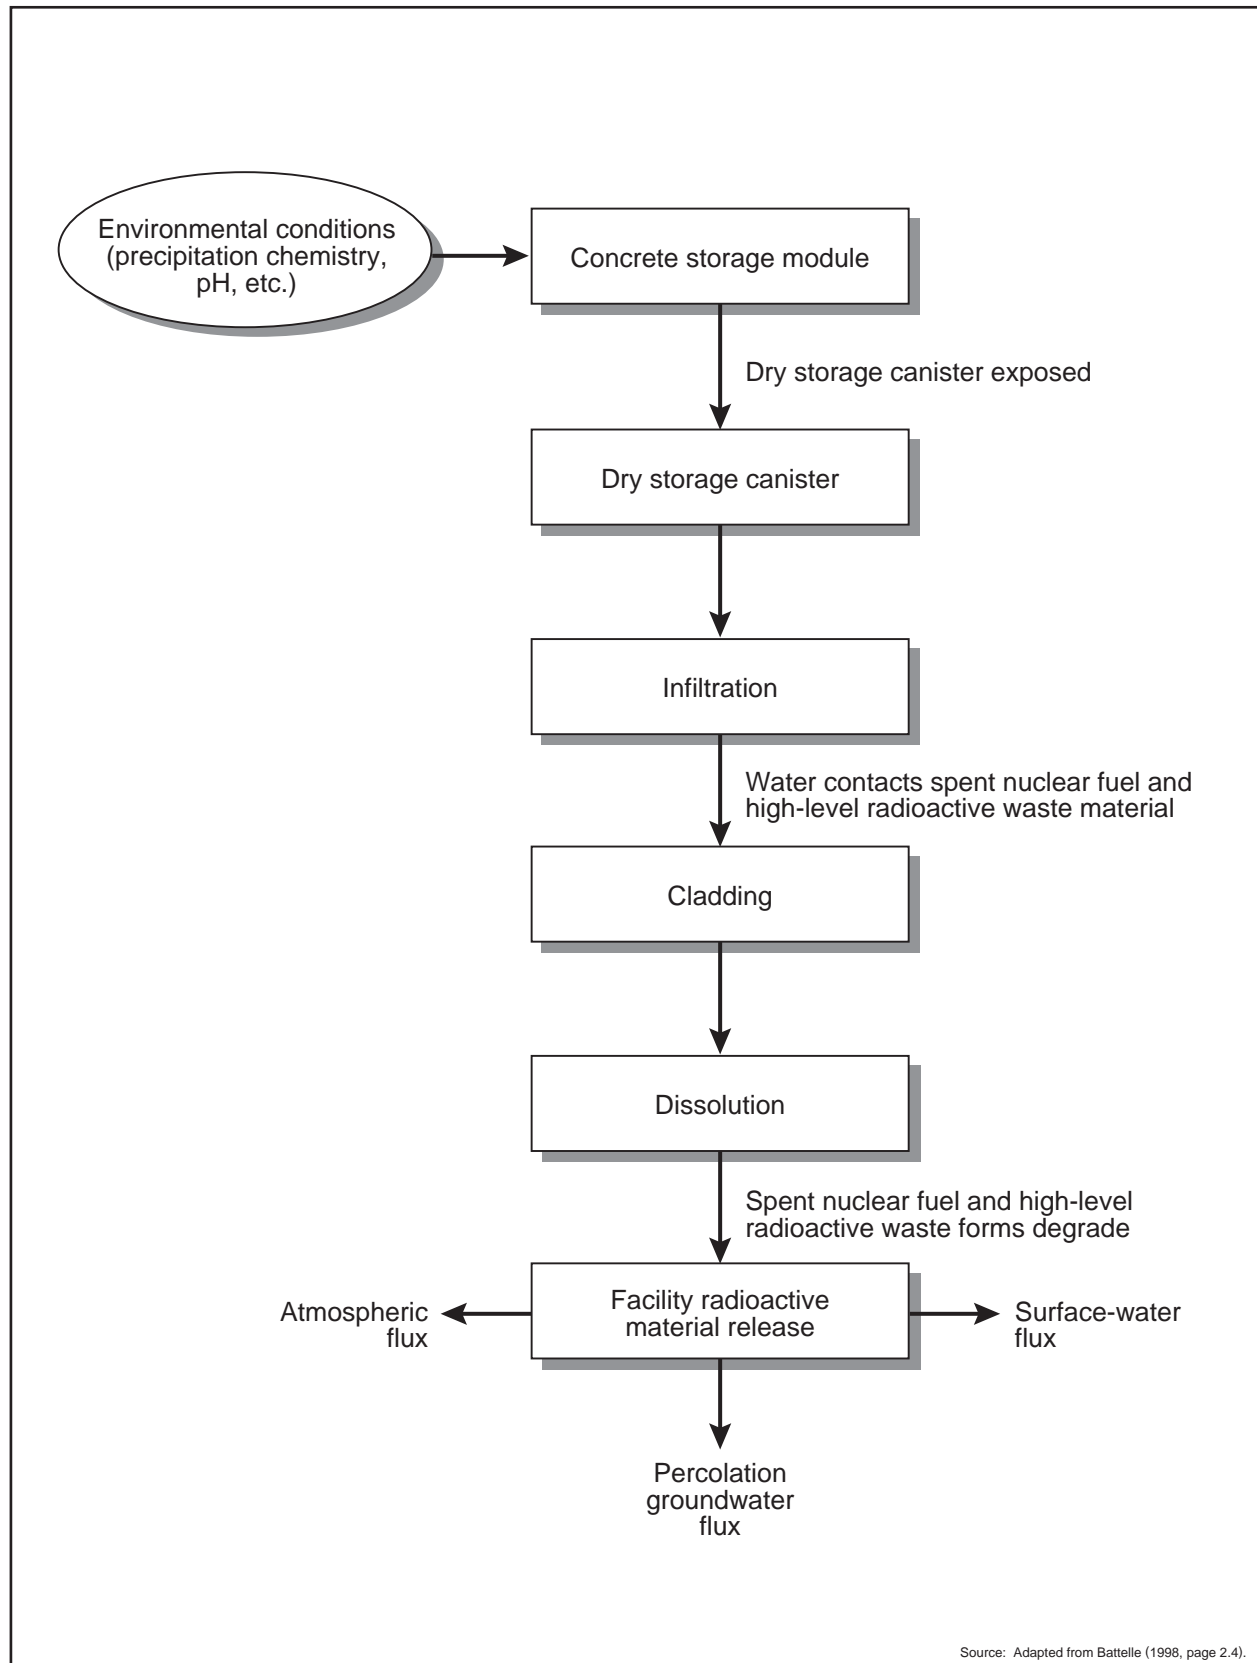 Environmental conditions
(precipitation chemistry,
pH, etc.)
Concrete storage module
Dry storage canister exposed
Dry storage canister
Infiltration
Water contacts spent nuclear fuel and
high-level radioactive waste material
Cladding
Dissolution
Spent nuclear fuel and high-level
radioactive waste forms degrade
Atmospheric
flux
Facility radioactive
material release
Surface-water
flux
Percolation
groundwater
flux
Source: Adapted from Battelle (1998, page 2.4).